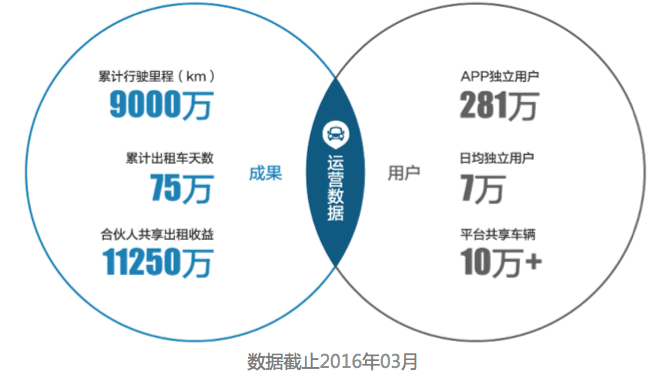 累计行驶里程（km）
9000万
累计出租车天数
75万
合伙人共享出租收益
11250万
成果
运营数据
用户
APP独立用户
281万
日均独立用户
7万
平台共享车辆
10万+
数据截止2016年03月